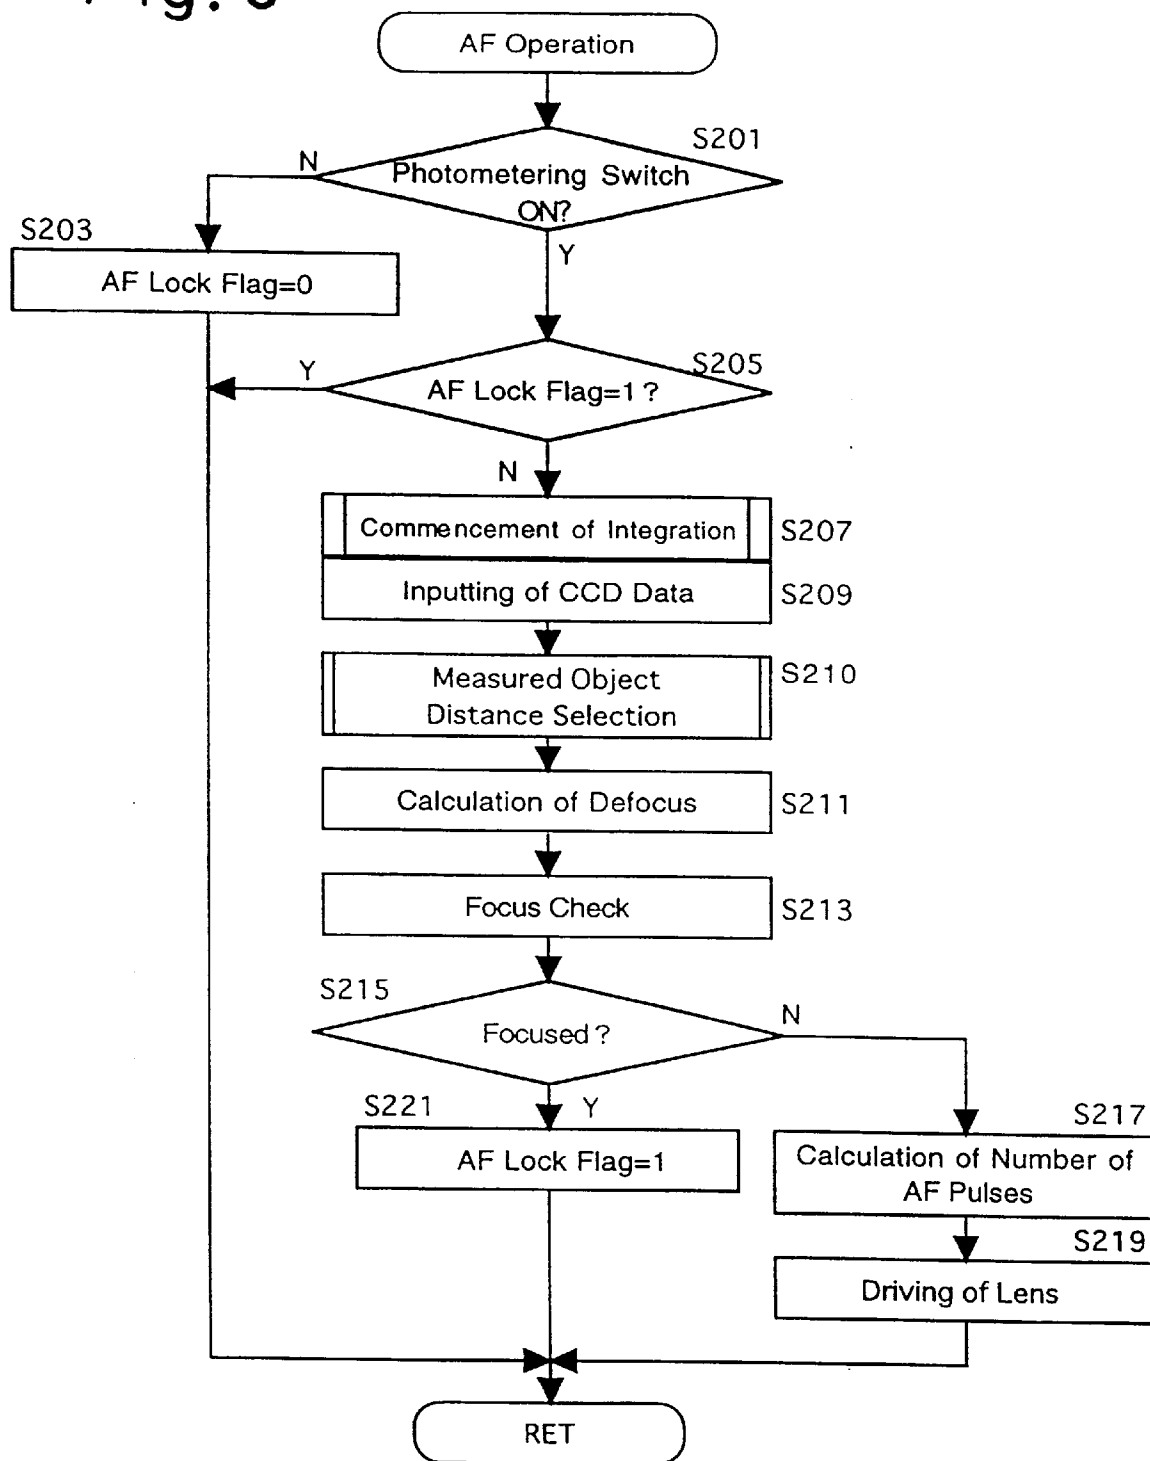 AF Operation
S201
N
Photometering Switch
ON?
S203
Y
AF Lock Flag=0
Y
S205
AF Lock Flag=1?
N
Commencement of Integration
S207
Inputting of CCD Data
S209
Measured Object
S210
Distance Selection
Calculation of Defocus
S211
Focus Check
S213
S215
N
Focused?
S221
Y
S217
AF Lock Flag=1
Calculation of Number of
AF Pulses
S219
Driving of Lens
RET